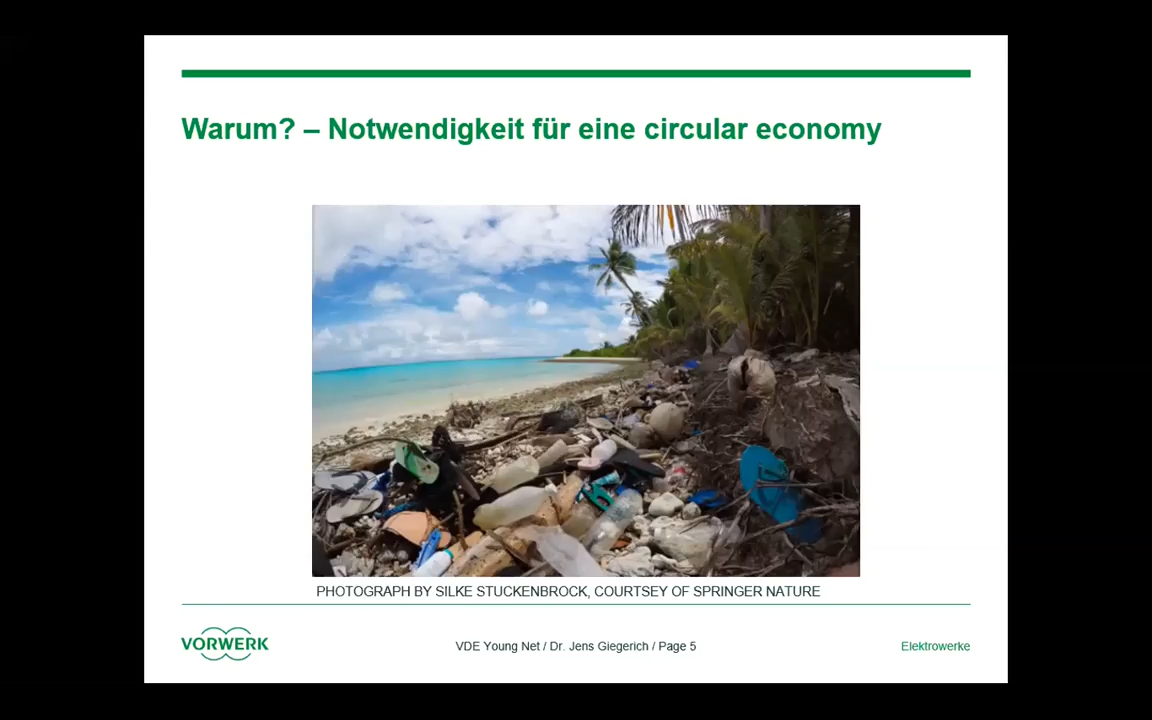 Warum? – Notwendigkeit für eine circular economy
PHOTOGRAPH BY SILKE STUCKENBROCK, COURTSEY OF SPRINGER NATURE
VORWERK
VDE Young Net / Dr. Jens Giegerich / Page 5
Elektrowerke